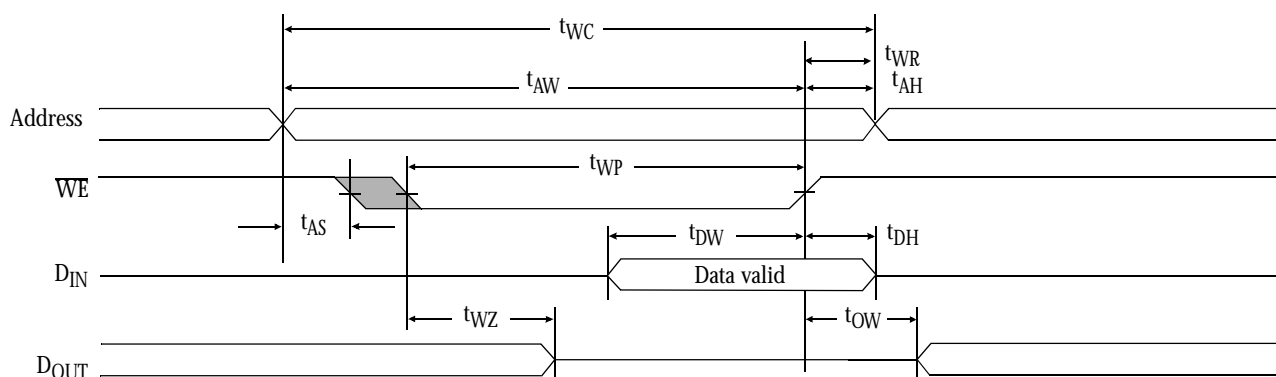 tWC
tWR
tAW
tAH
Address
tWP
WE
tAS
tDW
tDH
DIN
Data valid
tWZ
tOW
DOUT